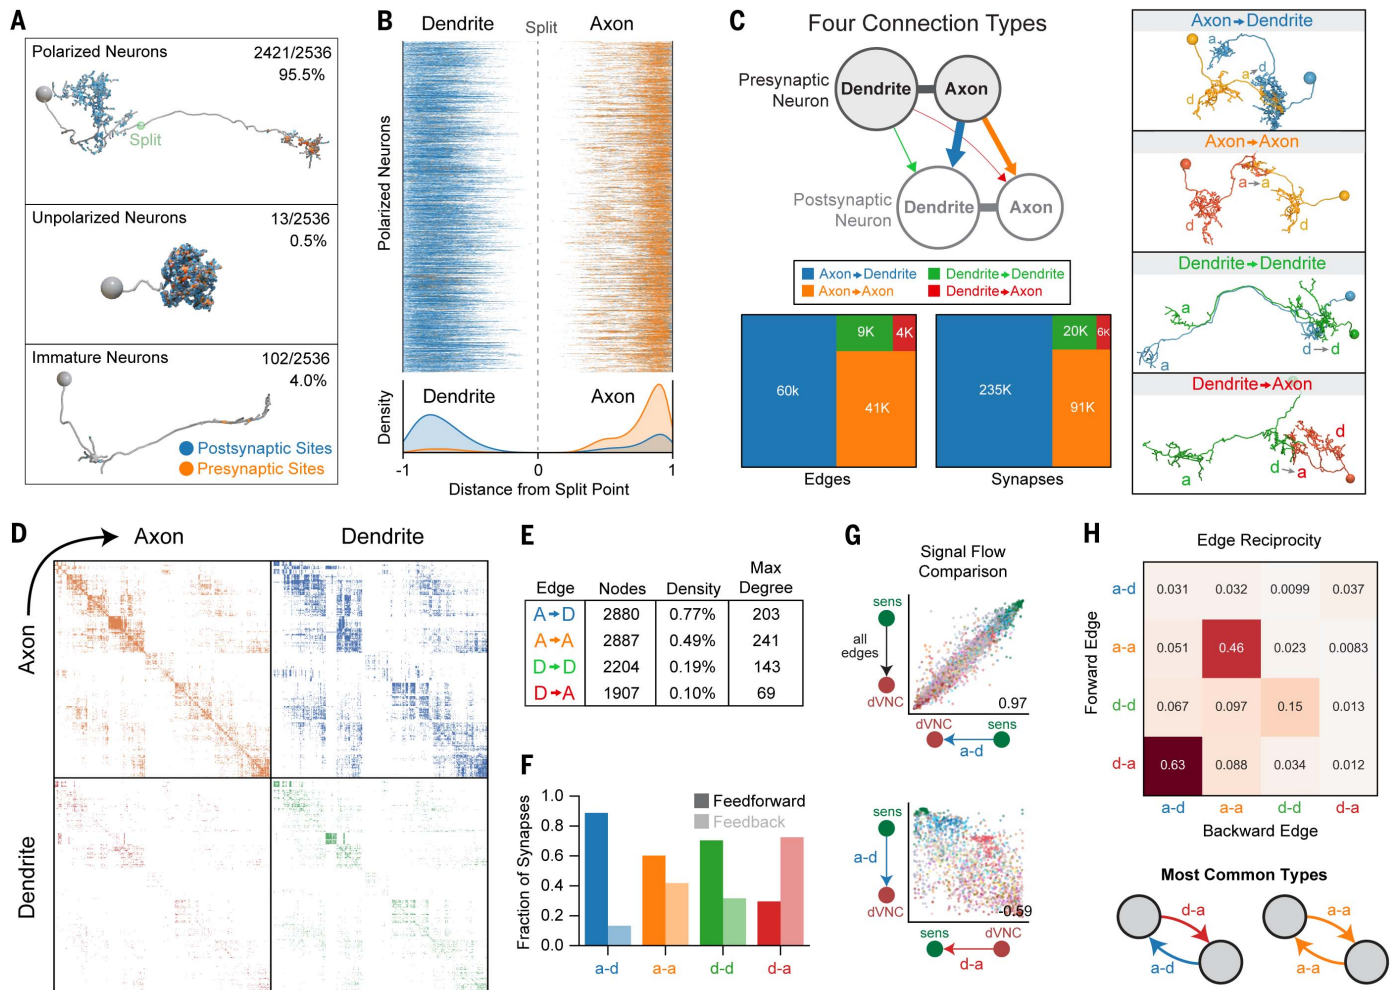 A
Polarized Neurons
2421/2536
95.5%
Split
Unpolarized Neurons
13/2536
0.5%
Immature Neurons
102/2536
4.0%
Postsynaptic Sites
Presynaptic Sites
B
Dendrite
Split
Axon
Polarized Neurons
Density
Dendrite
Axon
-1
0
1
Distance from Split Point
C
Four Connection Types
Presynaptic
Neuron
Dendrite
Axon
Postsynaptic
Neuron
Dendrite
Axon
Axon→Dendrite
Dendrite→Dendrite
Axon→Axon
Dendrite→Axon
60k
9K
4K
41K
Edges
235K
20K
6K
91K
Synapses
Axon→Dendrite
a
a→d
d
Axon→Axon
a→a
d
d
Dendrite→Dendrite
a
a
d→d
Dendrite→Axon
d
d→a
a
D
Axon
Dendrite
Axon
Dendrite
E
Edge
Nodes
Density
Max
Degree
A→D
2880
0.77%
203
A→A
2887
0.49%
241
D→D
2204
0.19%
143
D→A
1907
0.10%
69
F
Fraction of Synapses
1.0
0.8
0.6
0.4
0.2
0.0
Feedforward
Feedback
a-d
a-a
d-d
d-a
G
Signal Flow
Comparison
sens
all
edges
dVNC
0.97
dVNC
sens
a-d
sens
a-d
dVNC
-0.59
sens
dVNC
d-a
H
Edge Reciprocity
Forward Edge
a-d
0.031
0.032
0.0099
0.037
a-a
0.051
0.46
0.023
0.0083
d-d
0.067
0.097
0.15
0.013
d-a
0.63
0.088
0.034
0.012
a-d
a-a
d-d
d-a
Backward Edge
Most Common Types
d-a
a-d
a-a
a-a